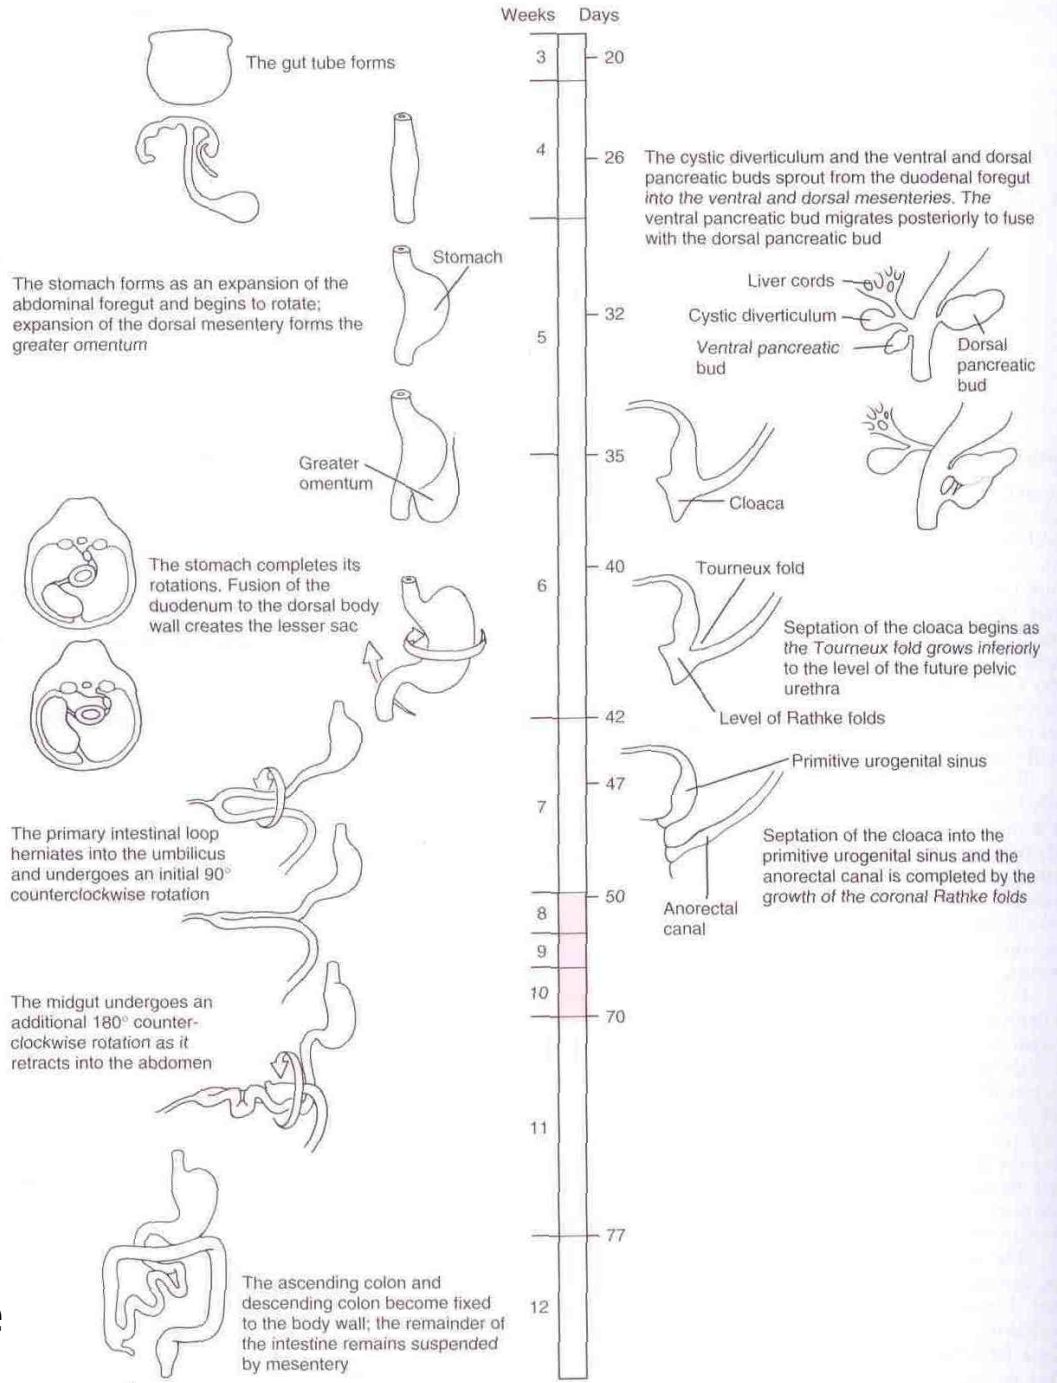 Weeks Days
3
20
The gut tube forms
4
26
The cystic diverticulum and the ventral and dorsal
pancreatic buds sprout from the duodenal foregut
into the ventral and dorsal mesenteries. The
ventral pancreatic bud migrates posteriorly to fuse
with the dorsal pancreatic bud
Stomach
The stomach forms as an expansion of the
abdominal foregut and begins to rotate;
expansion of the dorsal mesentery forms the
greater omentum
5
32
Liver cords
Cystic diverticulum
Ventral pancreatic
bud
Dorsal
pancreatic
bud
35
Greater
omentum
Cloaca
The stomach completes its
rotations. Fusion of the
duodenum to the dorsal body
wall creates the lesser sac
6
40
Tourneux fold
Septation of the cloaca begins as
the Tourneux fold grows inferiorly
to the level of the future pelvic
urethra
Level of Rathke folds
42
Primitive urogenital sinus
47
7
The primary intestinal loop
herniates into the umbilicus
and undergoes an initial 90°
counterclockwise rotation
Septation of the cloaca into the
primitive urogenital sinus and the
anorectal canal is completed by the
growth of the coronal Rathke folds
50
Anorectal
canal
8
9
10
70
The midgut undergoes an
additional 180° counter-
clockwise rotation as it
retracts into the abdomen
11
77
The ascending colon and
descending colon become fixed
to the body wall; the remainder of
the intestine remains suspended
by mesentery
12